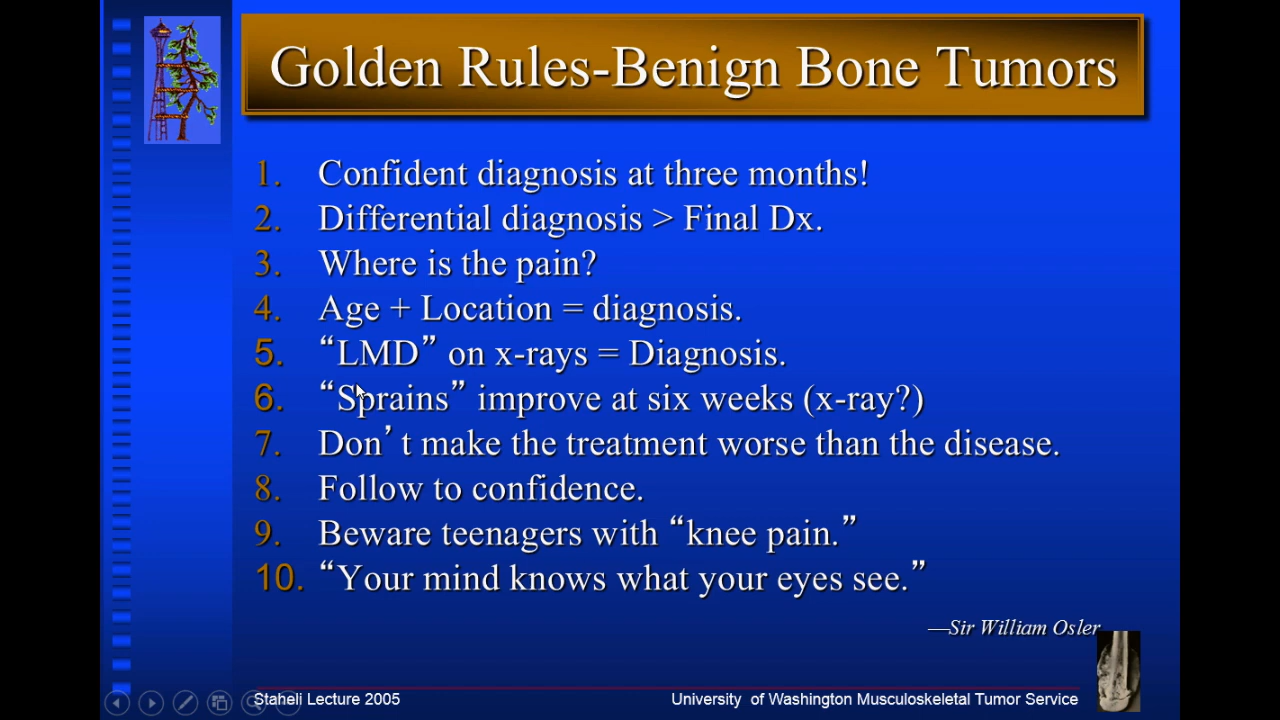 Golden Rules-Benign Bone Tumors
1. Confident diagnosis at three months!
2. Differential diagnosis > Final Dx.
3. Where is the pain?
4. Age + Location = diagnosis.
5. “LMD” on x-rays = Diagnosis.
6. “Sprains” improve at six weeks (x-ray?)
7. Don’t make the treatment worse than the disease.
8. Follow to confidence.
9. Beware teenagers with “knee pain.”
10. “Your mind knows what your eyes see.”
—Sir William Osler
Staheli Lecture 2005 University of Washington Musculoskeletal Tumor Service